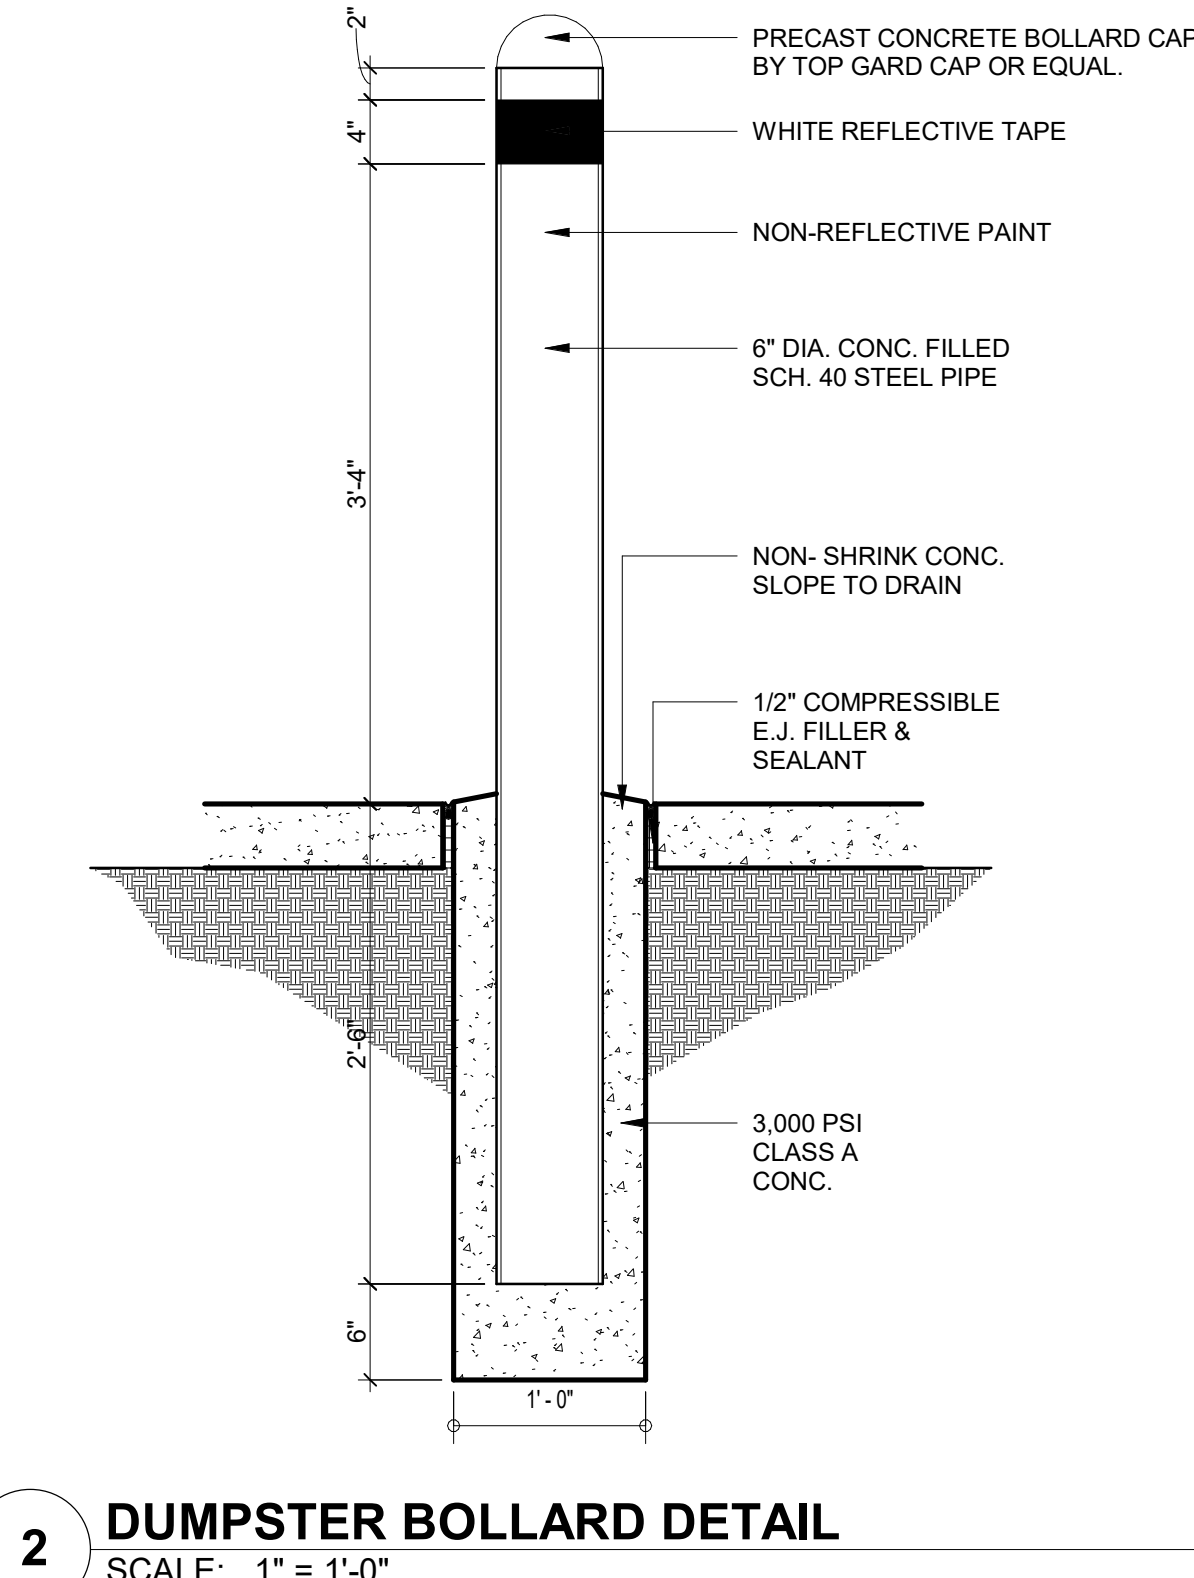 2"
PRECAST CONCRETE BOLLARD CAP
BY TOP GARD CAP OR EQUAL.
4"
WHITE REFLECTIVE TAPE
NON-REFLECTIVE PAINT
6" DIA. CONC. FILLED
SCH. 40 STEEL PIPE
3'-4"
NON- SHRINK CONC.
SLOPE TO DRAIN
1/2" COMPRESSIBLE
E.J. FILLER &
SEALANT
2'-6"
3,000 PSI
CLASS A
CONC.
6"
1' - 0"
2
DUMPSTER BOLLARD DETAIL
SCALE: 1" = 1'-0"